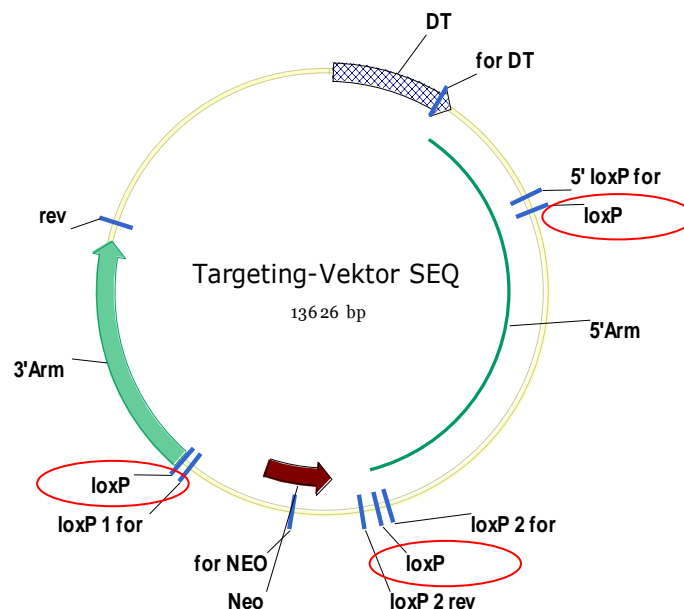 DT
for DT
5' loxP for
loxP
rev
Targeting-Vektor SEQ
13626 bp
5'Arm
3'Arm
loxP
loxP 1 for
loxP 2 for
for NEO
loxP
Neo
loxP 2 rev